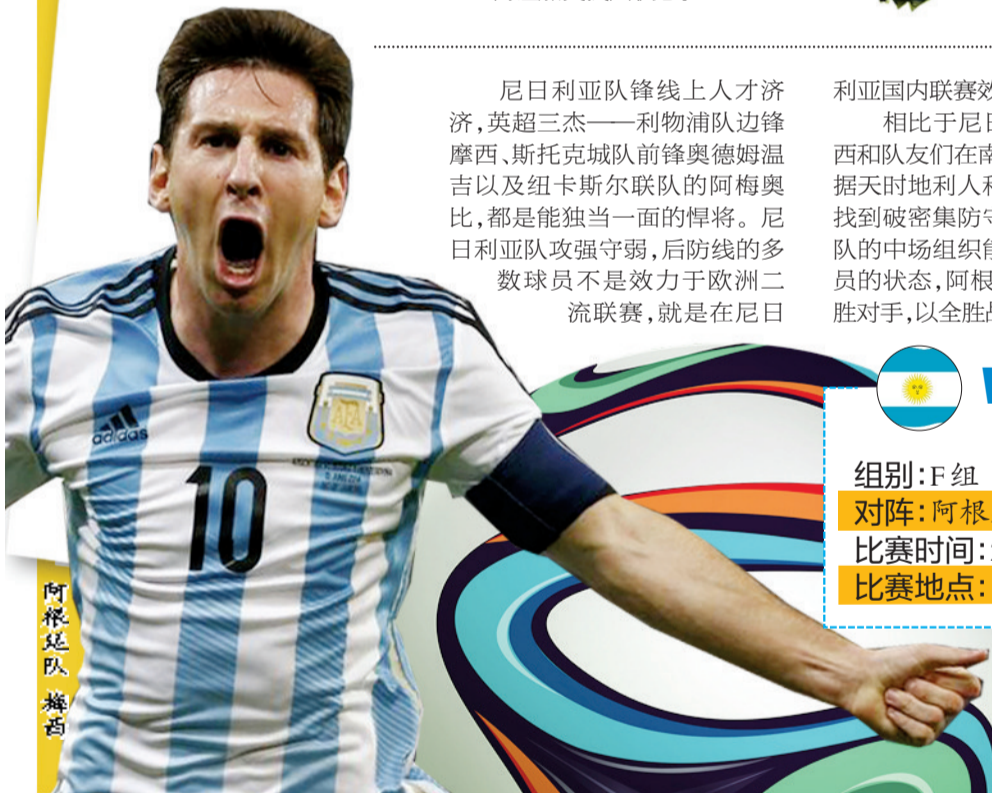 尼日利亚队锋线上人才济
济,英超三杰——利物浦队边锋
摩西、斯托克城队前锋奥德姆温
吉以及纽卡斯尔联队的阿梅奥
比,都是能独当一面的悍将。尼
日利亚队攻强守弱,后防线的多
数球员不是效力于欧洲二
流联赛,就是在尼日
利亚国内联赛效
相比于尼日
西和队友们在南
据天时地利人和
找到破密集防守
队的中场组织能
员的状态,阿根
胜对手,以全胜战
组别:F组
对阵:阿根
比赛时间:
比赛地点:
adidas
AFA
10
阿根廷队 梅西